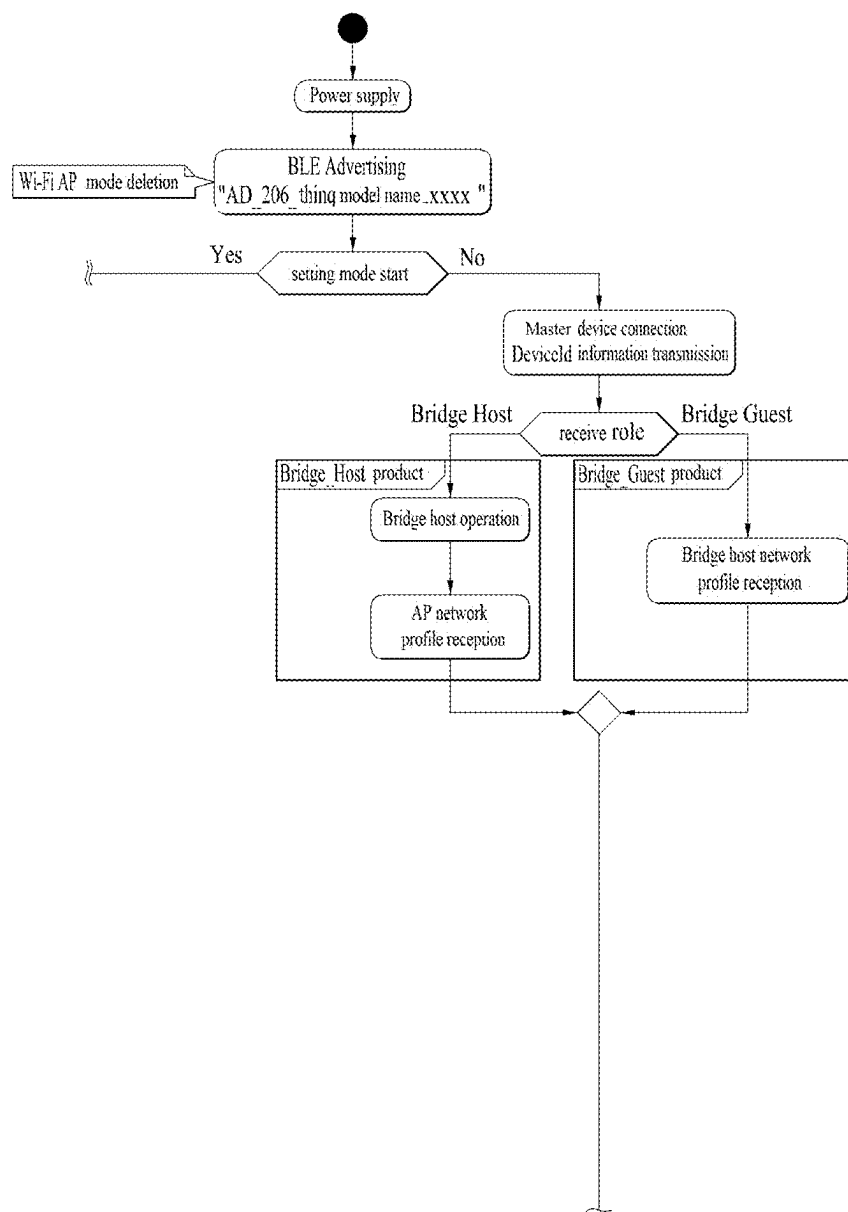 Power supply
Wi-Fi AP mode deletion
BLE Advertising
"AD_206_thinq model name_xxxx "
Yes
setting mode start
No
Master device connection
DeviceId information transmission
Bridge Host
receive role
Bridge Guest
Bridge_Host product
Bridge_Guest product
Bridge host operation
Bridge host network
profile reception
AP network
profile reception